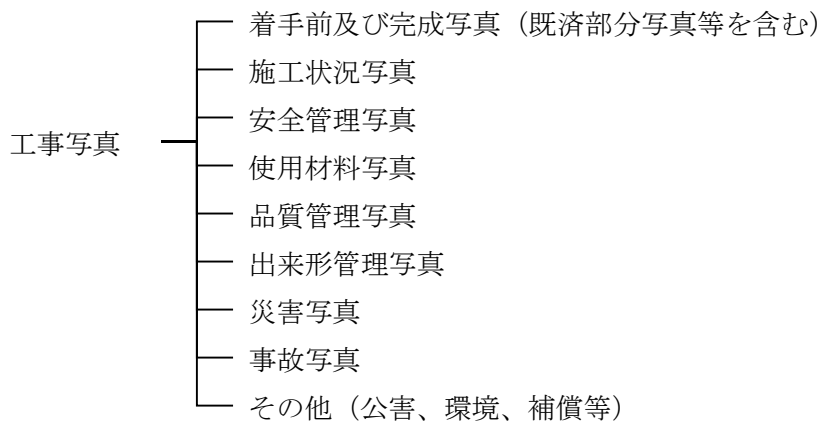 工事写真
着手前及び完成写真（既済部分写真等を含む）
施工状況写真
安全管理写真
使用材料写真
品質管理写真
出来形管理写真
災害写真
事故写真
その他（公害、環境、補償等）